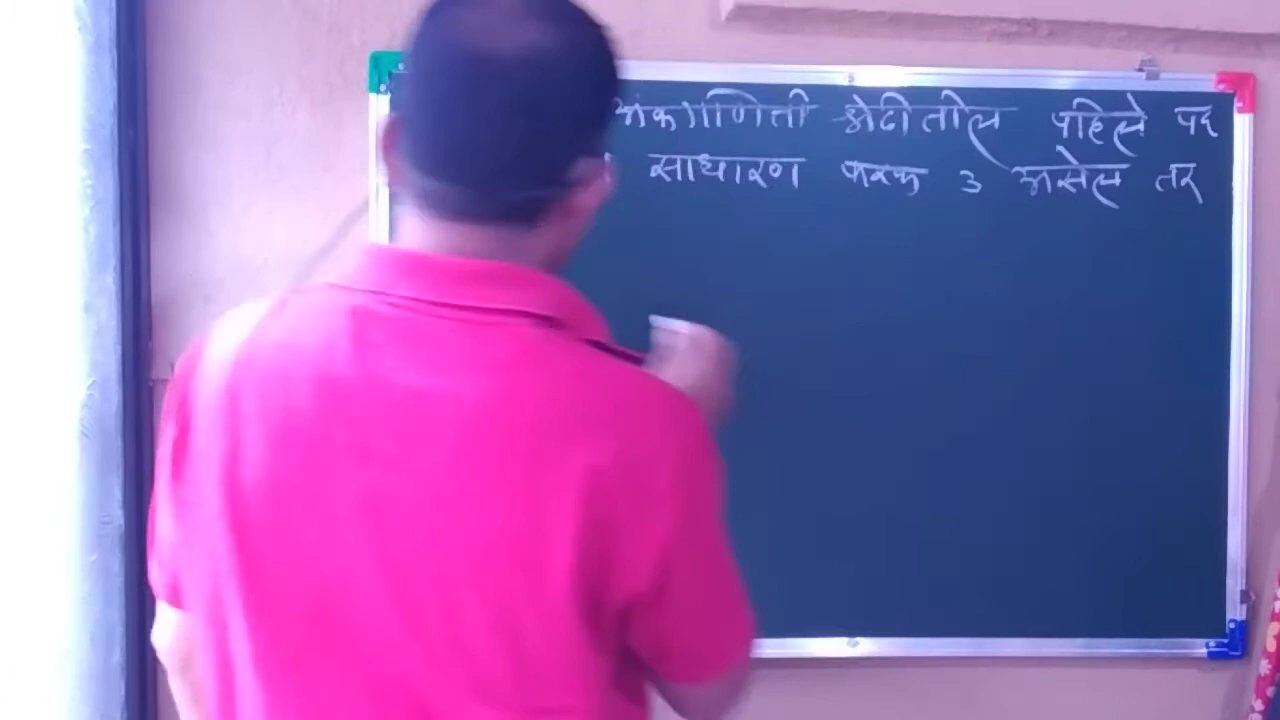 अंकगणिती श्रेढीतील पहिले पद
साधारण फरक 3 असेल तर